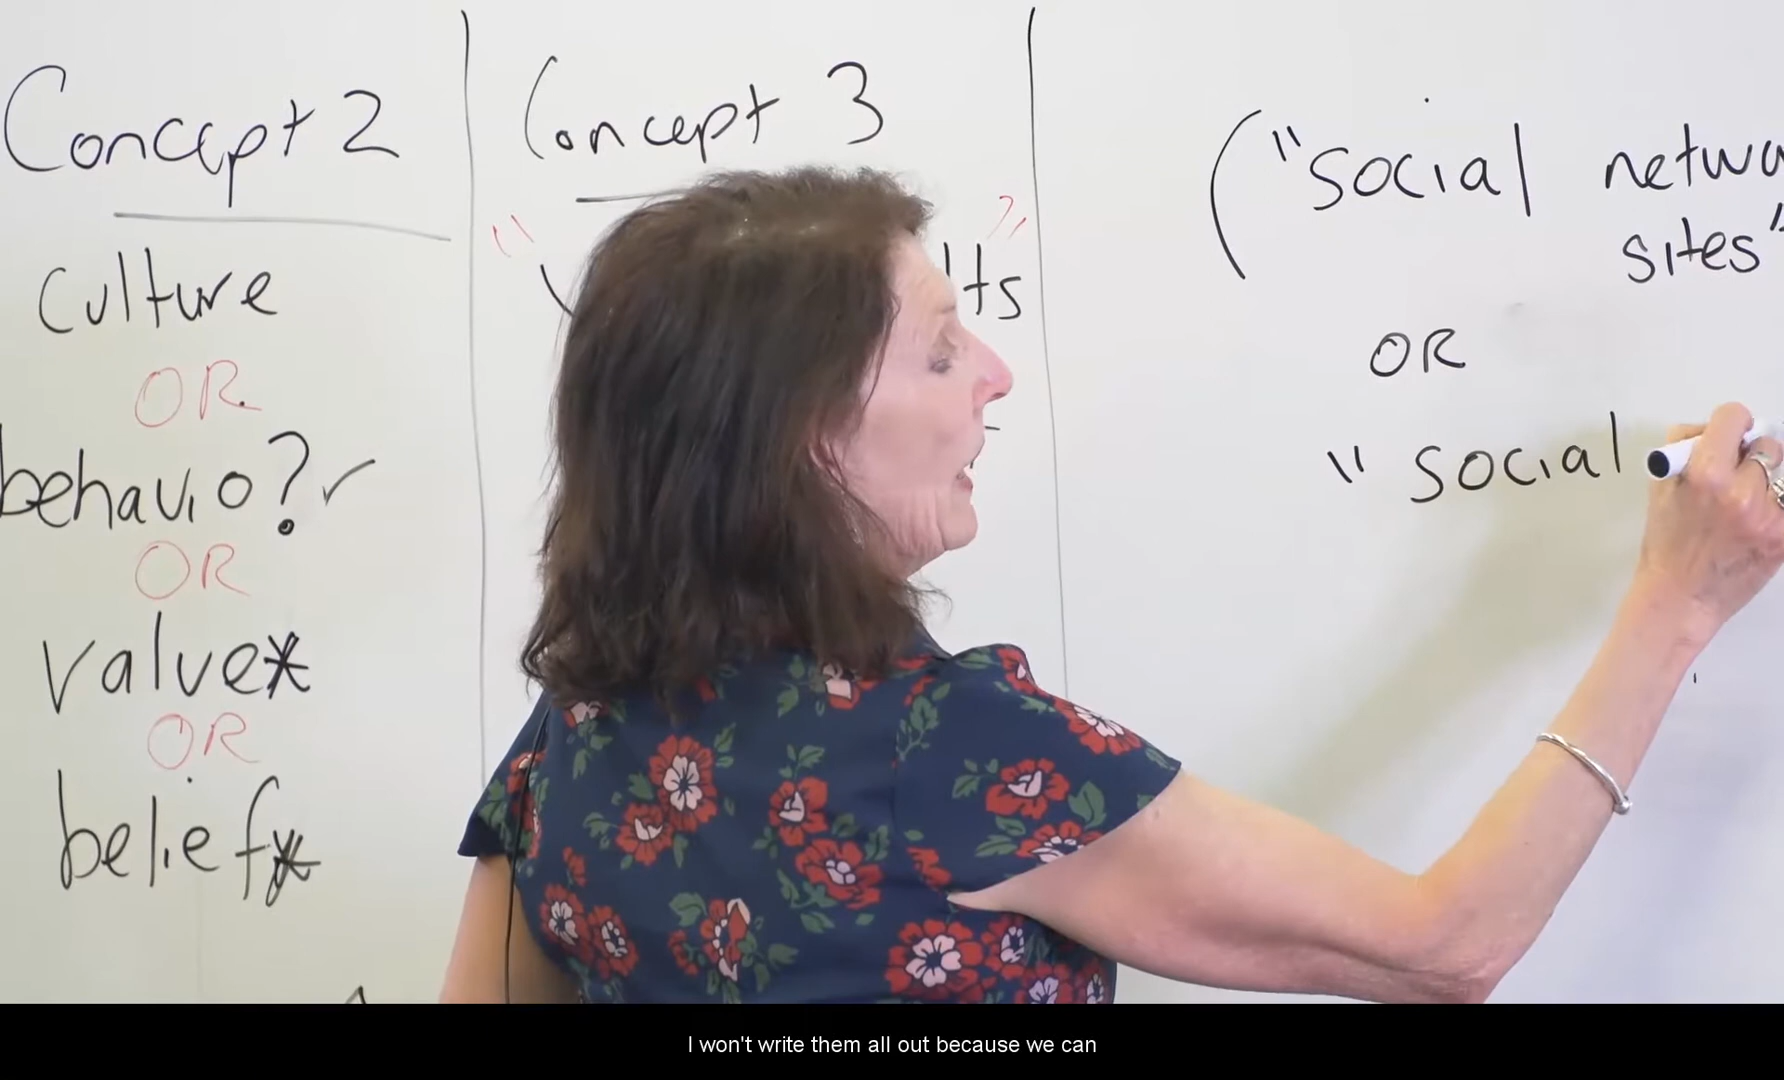 Concept 2
culture
OR
behavio?r
OR
value*
OR
belief*
Concept 3
"
"
("social
sites"
OR
" social
I won't write them all out because we can